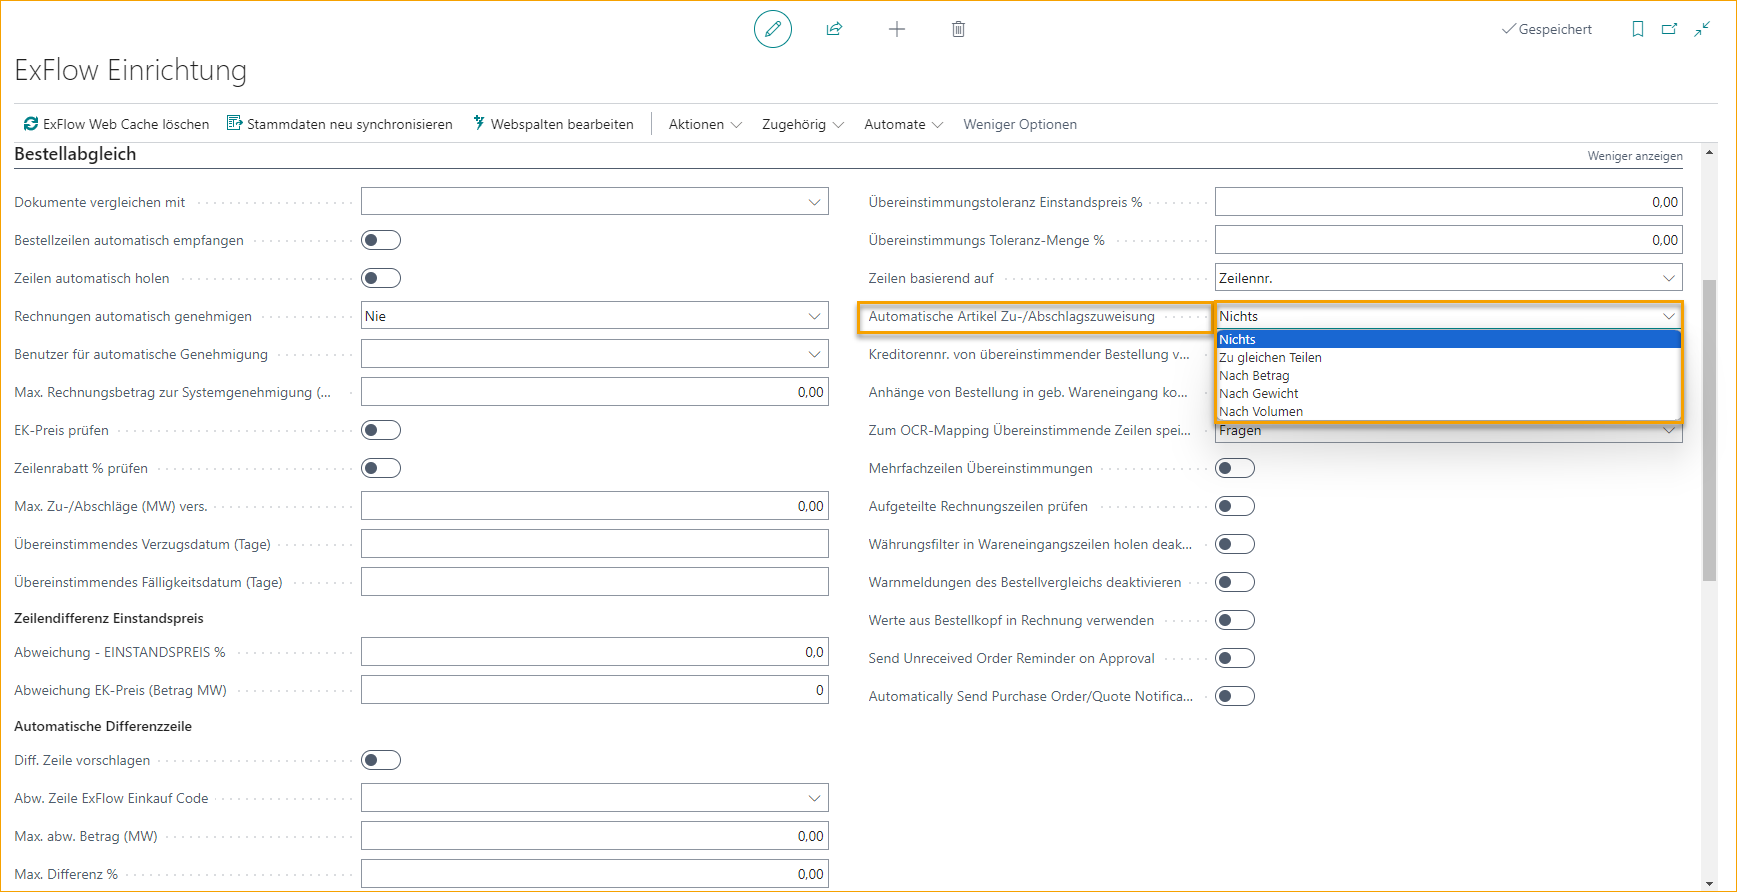 Gespeichert
ExFlow Einrichtung
ExFlow Web Cache löschen
Stammdaten neu synchronisieren
Webspalten bearbeiten
Aktionen
Zugehörig
Automate
Weniger Optionen
Bestellabgleich
Weniger anzeigen
Dokumente vergleichen mit
Bestellzeilen automatisch empfangen
Zeilen automatisch holen
Rechnungen automatisch genehmigen
Nie
Benutzer für automatische Genehmigung
Max. Rechnungsbetrag zur Systemgenehmigung (...
0,00
EK-Preis prüfen
Zeilenrabatt % prüfen
Max. Zu-/Abschläge (MW) vers.
0,00
Übereinstimmendes Verzugsdatum (Tage)
Übereinstimmendes Fälligkeitsdatum (Tage)
Zeilendifferenz Einstandspreis
Abweichung - EINSTANDSPREIS %
0,0
Abweichung EK-Preis (Betrag MW)
0
Automatische Differenzzeile
Diff. Zeile vorschlagen
Abw. Zeile ExFlow Einkauf Code
Max. abw. Betrag (MW)
0,00
Max. Differenz %
0,00
Übereinstimmungstoleranz Einstandspreis %
0,00
Übereinstimmungs Toleranz-Menge %
0,00
Zeilen basierend auf
Zeilennr.
Automatische Artikel Zu-/Abschlagszuweisung
Nichts
Nichts
Zu gleichen Teilen
Nach Betrag
Nach Gewicht
Nach Volumen
Kreditorennr. von übereinstimmender Bestellung v...
Anhänge von Bestellung in geb. Wareneingang ko...
Zum OCR-Mapping Übereinstimmende Zeilen spei...
Fragen
Mehrfachzeilen Übereinstimmungen
Aufgeteilte Rechnungszeilen prüfen
Währungsfilter in Wareneingangszeilen holen deak...
Warnmeldungen des Bestellvergleichs deaktivieren
Werte aus Bestellkopf in Rechnung verwenden
Send Unreceived Order Reminder on Approval
Automatically Send Purchase Order/Quote Notifica...